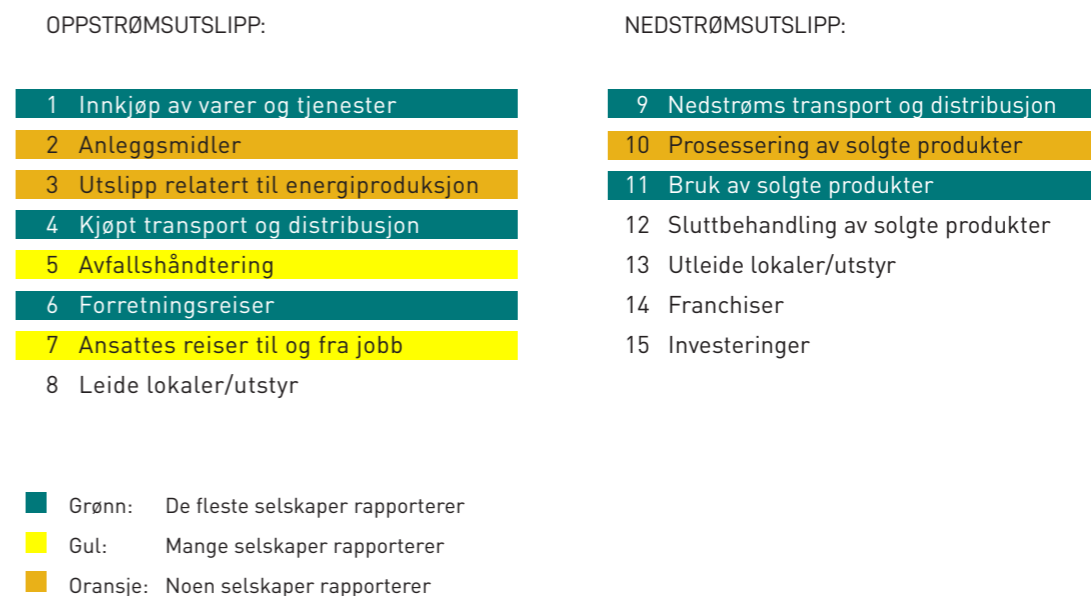 OPPSTRØMSUTSLIPP:
1 Innkjøp av varer og tjenester
2 Anleggsmidler
3 Utslipp relatert til energiproduksjon
4 Kjøpt transport og distribusjon
5 Avfallshåndtering
6 Forretningsreiser
7 Ansattes reiser til og fra jobb
8 Leide lokaler/utstyr
NEDSTRØMSUTSLIPP:
9 Nedstrøms transport og distribusjon
10 Prosessering av solgte produkter
11 Bruk av solgte produkter
12 Sluttbehandling av solgte produkter
13 Utleide lokaler/utstyr
14 Franchiser
15 Investeringer
Grønn: De fleste selskaper rapporterer
Gul: Mange selskaper rapporterer
Oransje: Noen selskaper rapporterer